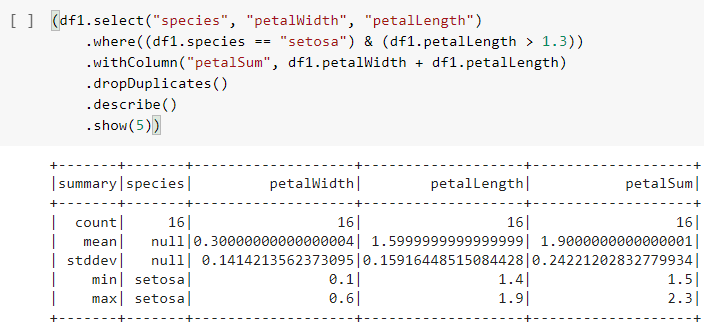 [ ] (df1.select("species", "petalWidth", "petalLength")
.where((df1.species == "setosa") & (df1.petalLength > 1.3))
.withColumn("petalSum", df1.petalWidth + df1.petalLength)
.dropDuplicates()
.describe()
.show(5))
+-------+-------+-------------------+-------------------+-------------------+
|summary|species|         petalWidth|        petalLength|           petalSum|
+-------+-------+-------------------+-------------------+-------------------+
|  count|     16|                 16|                 16|                 16|
|   mean|   null|0.30000000000000004| 1.5999999999999999| 1.9000000000000001|
| stddev|   null| 0.1414213562373095|0.15916448515084428|0.24221202832779934|
|    min| setosa|                0.1|                1.4|                1.5|
|    max| setosa|                0.6|                1.9|                2.3|
+-------+-------+-------------------+-------------------+-------------------+